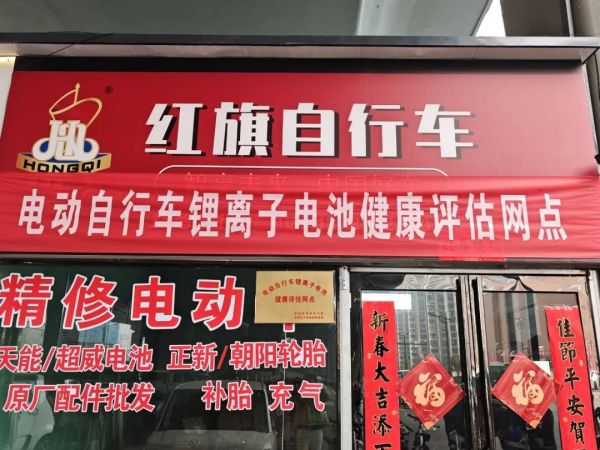 红旗自行车
HONGQI
®
电动自行车锂离子电池健康评估网点
精修电动车
电动自行车锂离子电池
健康评估网点
天能/超威电池 正新/朝阳轮胎
原厂配件批发 补胎 充气
新春大吉添
佳節平安賀
福
福